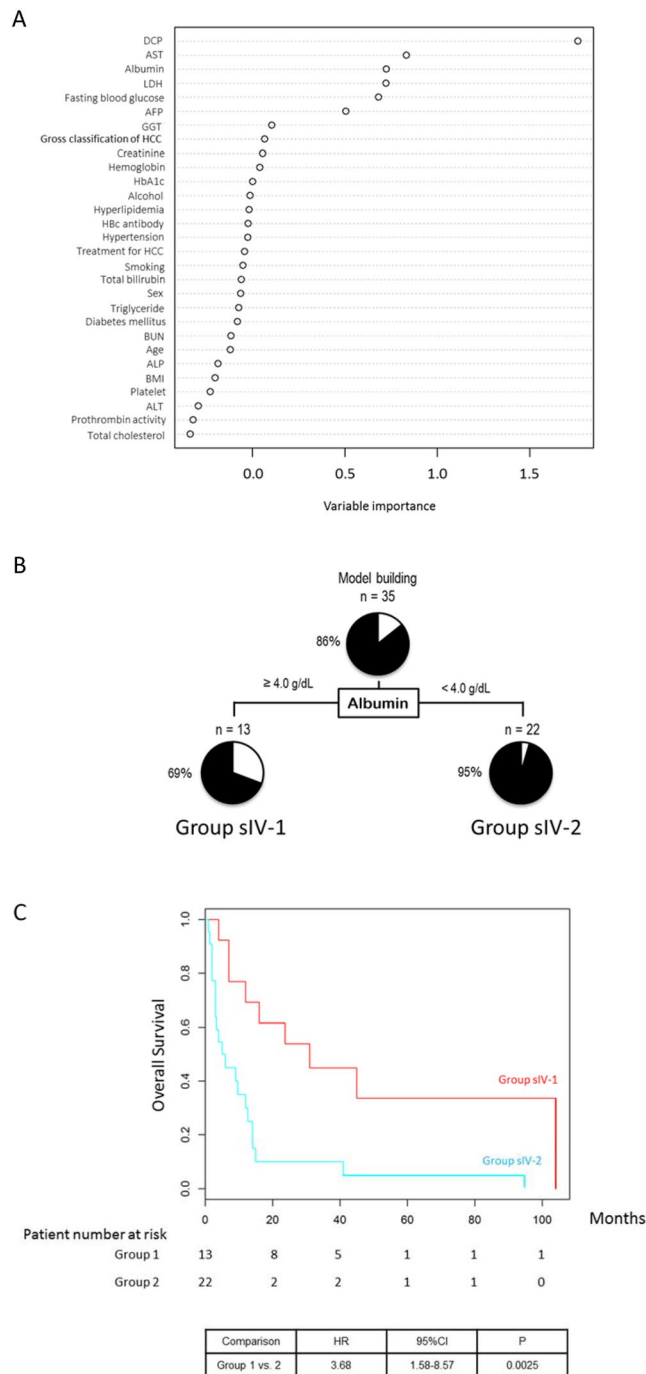 A
DCP
AST
Albumin
LDH
Fasting blood glucose
AFP
GGT
Gross classification of HCC
Creatinine
Hemoglobin
HbA1c
Alcohol
Hyperlipidemia
HBc antibody
Hypertension
Treatment for HCC
Smoking
Total bilirubin
Sex
Triglyceride
Diabetes mellitus
BUN
Age
ALP
BMI
Platelet
ALT
Prothrombin activity
Total cholesterol
0.0 0.5 1.0 1.5
Variable importance
B
Model building
n = 35
86%
≥ 4.0 g/dL
Albumin
< 4.0 g/dL
n = 13
n = 22
69%
95%
Group sIV-1
Group sIV-2
C
Overall Survival
1.0
0.8
0.6
0.4
0.2
0.0
Group sIV-1
Group sIV-2
0 20 40 60 80 100
Months
Patient number at risk
Group 1 13 8 5 1 1 1
Group 2 22 2 2 1 1 0
Comparison HR 95%CI P
Group 1 vs. 2 3.68 1.58-8.57 0.0025